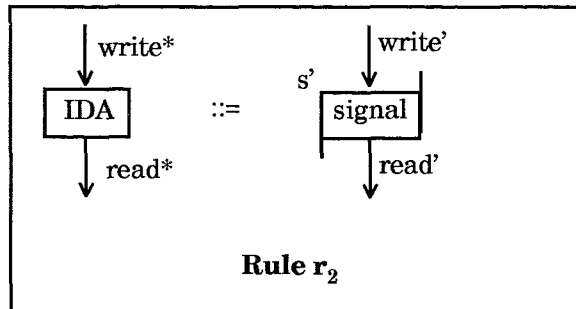 write* write'
s'
IDA ::= signal
read* read'
Rule r₂